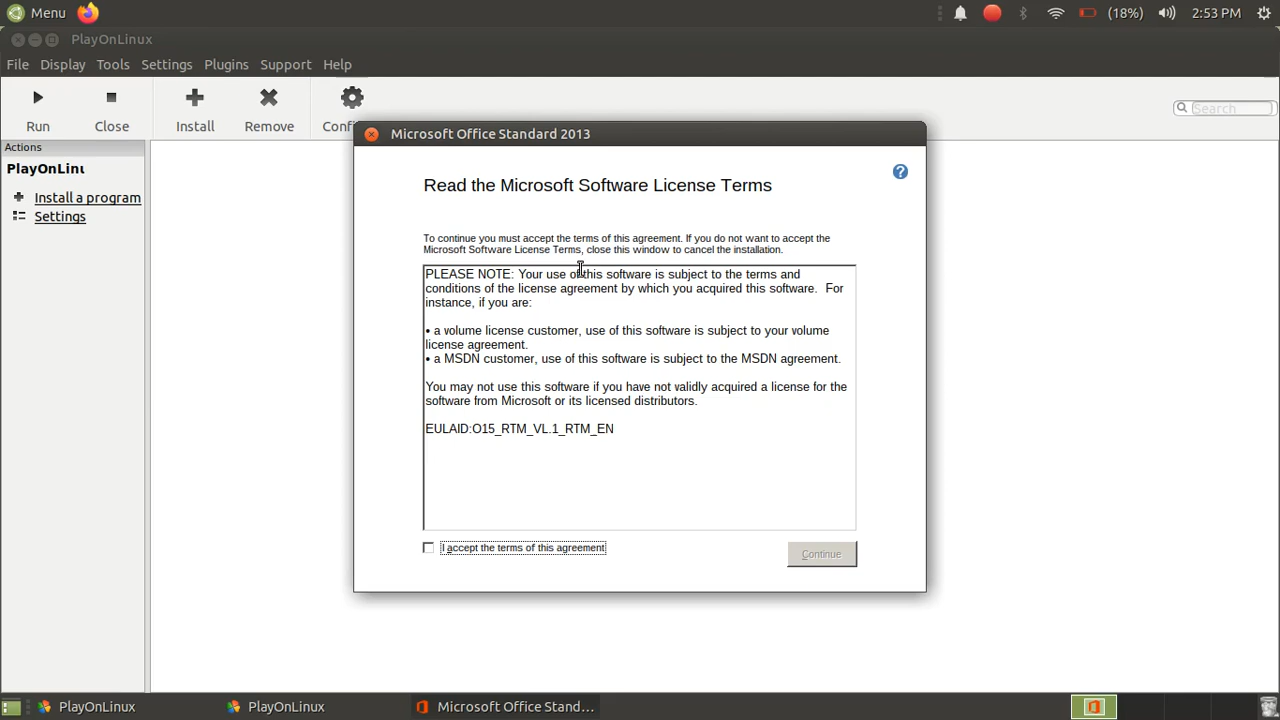 Menu
(18%)
2:53 PM
PlayOnLinux
File Display Tools Settings Plugins Support Help
Run Close Install Remove Confi
Search
Actions
PlayOnLinu
Install a program
Settings
Microsoft Office Standard 2013
Read the Microsoft Software License Terms
To continue you must accept the terms of this agreement. If you do not want to accept the
Microsoft Software License Terms, close this window to cancel the installation.
PLEASE NOTE: Your use of this software is subject to the terms and
conditions of the license agreement by which you acquired this software. For
instance, if you are:
• a volume license customer, use of this software is subject to your volume
license agreement.
• a MSDN customer, use of this software is subject to the MSDN agreement.
You may not use this software if you have not validly acquired a license for the
software from Microsoft or its licensed distributors.
EULAID:O15_RTM_VL.1_RTM_EN
I accept the terms of this agreement
Continue
PlayOnLinux
PlayOnLinux
Microsoft Office Stand...